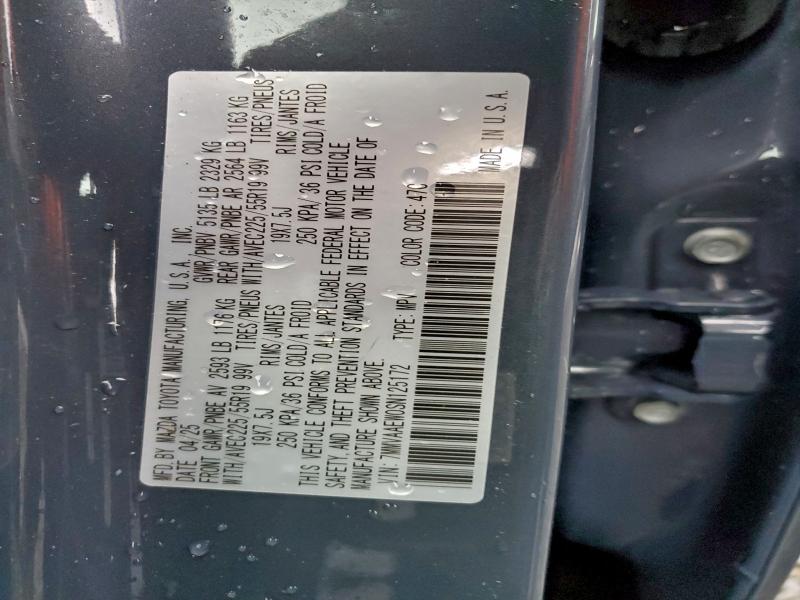 MFD. BY MAZDA TOYOTA MANUFACTURING, U.S.A., INC.
DATE 04/25 GWVR/PNBV 5135 LB 2329 KG
FRONT GAWR/PNBE AV 2593 LB 1176 KG REAR GAWR/PNBE AR 2564 LB 1163 KG
WITH/AVEC225/55R19 99V TIRES/PNEUS WITH/AVEC225/55R19 99V TIRES/PNEUS
19X7.5J RIMS/JANTES 19X7.5J RIMS/JANTES
250 KPA/36 PSI COLD/A FROID 250 KPA/36 PSI COLD/A FROID
THIS VEHICLE CONFORMS TO ALL APPLICABLE FEDERAL MOTOR VEHICLE
SAFETY, AND THEFT PREVENTION STANDARDS IN EFFECT ON THE DATE OF
MANUFACTURE SHOWN ABOVE.
V.I.N.: TYPE: MPV COLOR CODE: 47C
MADE IN U.S.A.